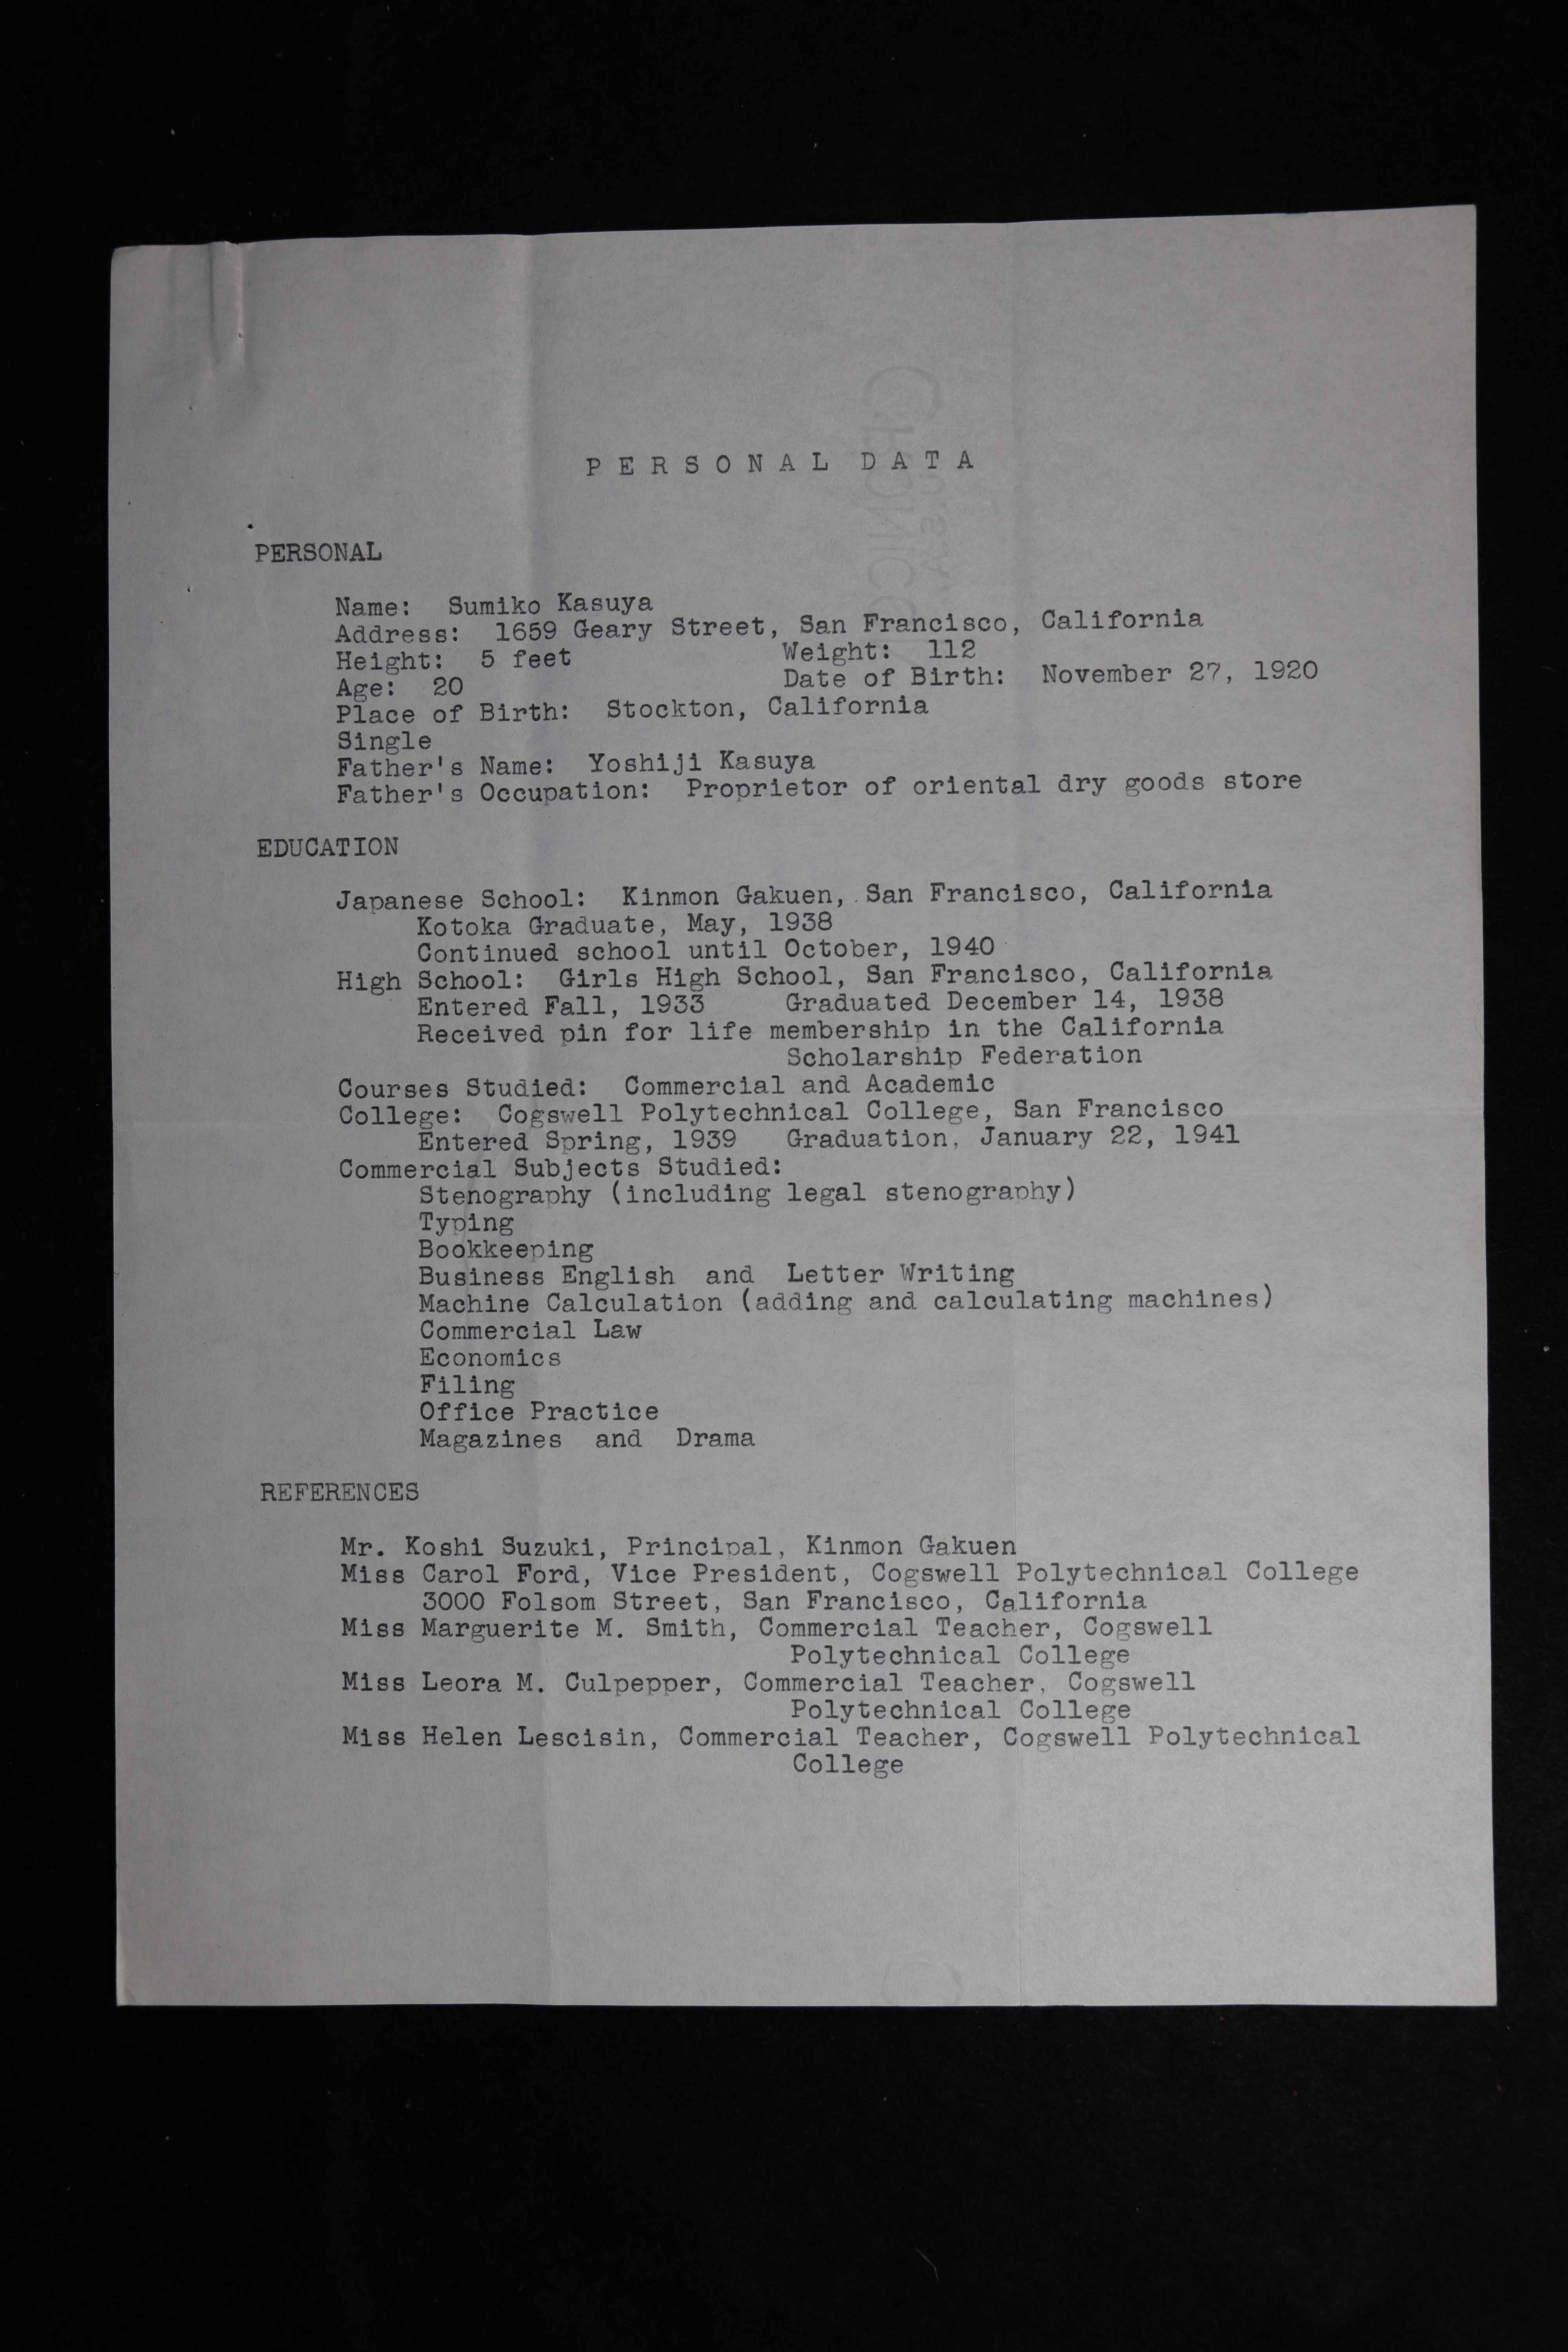 PERSONAL DATA
PERSONAL
Name: Sumiko Kasuya
Address: 1659 Geary Street, San Francisco, California
Height: 5 feet Weight: 112
Age: 20 Date of Birth: November 27, 1920
Place of Birth: Stockton, California
Single
Father's Name: Yoshiji Kasuya
Father's Occupation: Proprietor of oriental dry goods store
EDUCATION
Japanese School: Kinmon Gakuen, San Francisco, California
Kotoka Graduate, May, 1938
Continued school until October, 1940
High School: Girls High School, San Francisco, California
Entered Fall, 1933 Graduated December 14, 1938
Received pin for life membership in the California
Scholarship Federation
Courses Studied: Commercial and Academic
College: Cogswell Polytechnical College, San Francisco
Entered Spring, 1939 Graduation, January 22, 1941
Commercial Subjects Studied:
Stenography (including legal stenography)
Typing
Bookkeeping
Business English and Letter Writing
Machine Calculation (adding and calculating machines)
Commercial Law
Economics
Filing
Office Practice
Magazines and Drama
REFERENCES
Mr. Koshi Suzuki, Principal, Kinmon Gakuen
Miss Carol Ford, Vice President, Cogswell Polytechnical College
3000 Folsom Street, San Francisco, California
Miss Marguerite M. Smith, Commercial Teacher, Cogswell
Polytechnical College
Miss Leora M. Culpepper, Commercial Teacher, Cogswell
Polytechnical College
Miss Helen Lescisin, Commercial Teacher, Cogswell Polytechnical
College